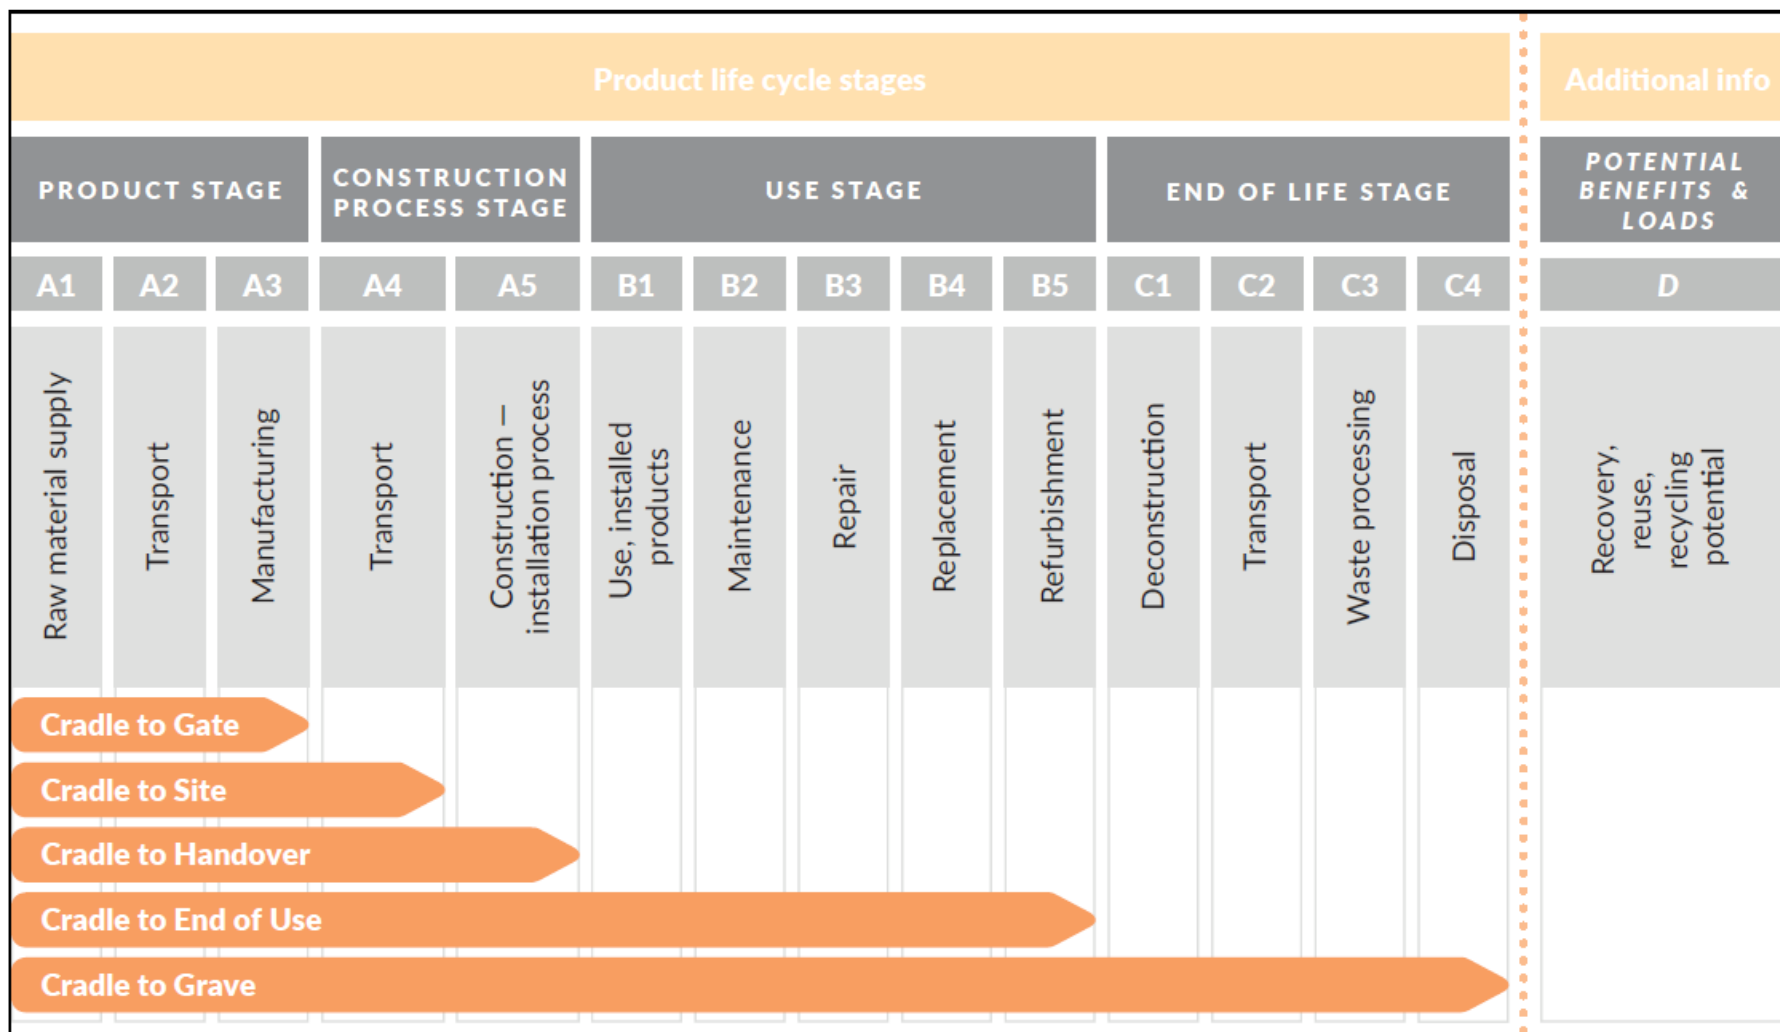 Product life cycle stages
Additional info
PRODUCT STAGE
CONSTRUCTION
PROCESS STAGE
USE STAGE
END OF LIFE STAGE
POTENTIAL
BENEFITS &
LOADS
A1
A2
A3
A4
A5
B1
B2
B3
B4
B5
C1
C2
C3
C4
D
Raw material supply
Transport
Manufacturing
Transport
Construction —
installation process
Use, installed
products
Maintenance
Repair
Replacement
Refurbishment
Deconstruction
Transport
Waste processing
Disposal
Recovery,
reuse,
recycling
potential
Cradle to Gate
Cradle to Site
Cradle to Handover
Cradle to End of Use
Cradle to Grave